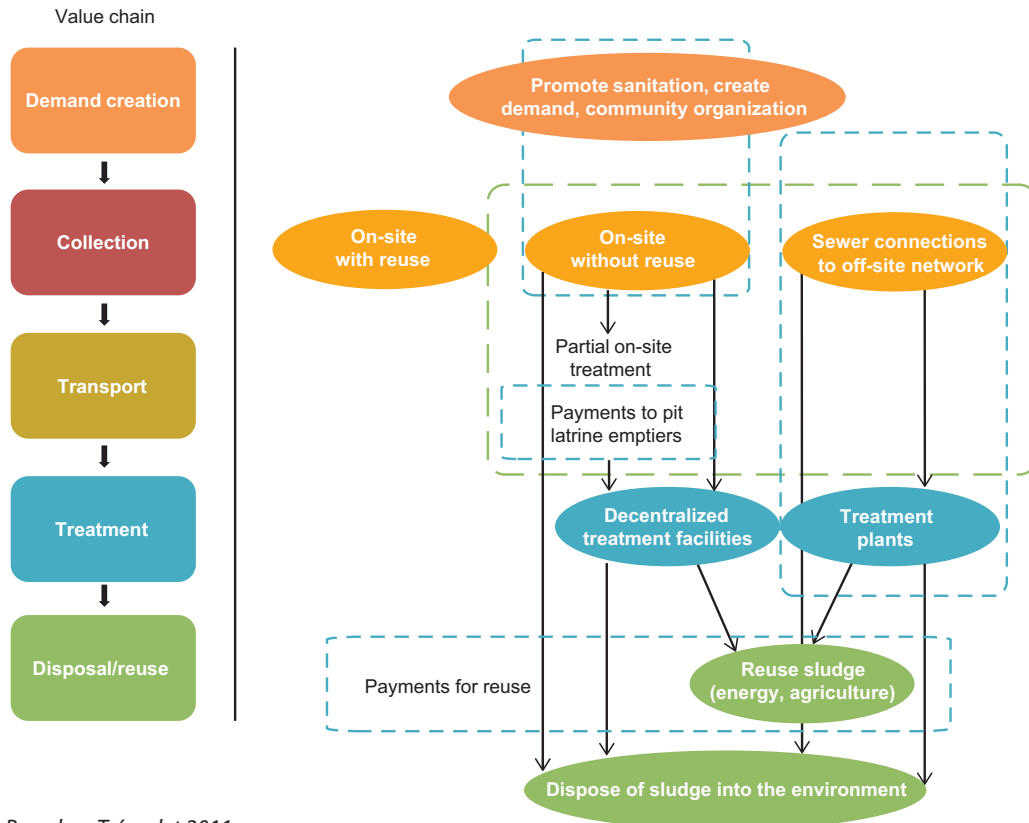 Value chain
Demand creation
Collection
Transport
Treatment
Disposal/reuse
Promote sanitation, create
demand, community organization
On-site
with reuse
On-site
without reuse
Sewer connections
to off-site network
Partial on-site
treatment
Payments to pit
latrine emptiers
Decentralized
treatment facilities
Treatment
plants
Payments for reuse
Reuse sludge
(energy, agriculture)
Dispose of sludge into the environment
2011